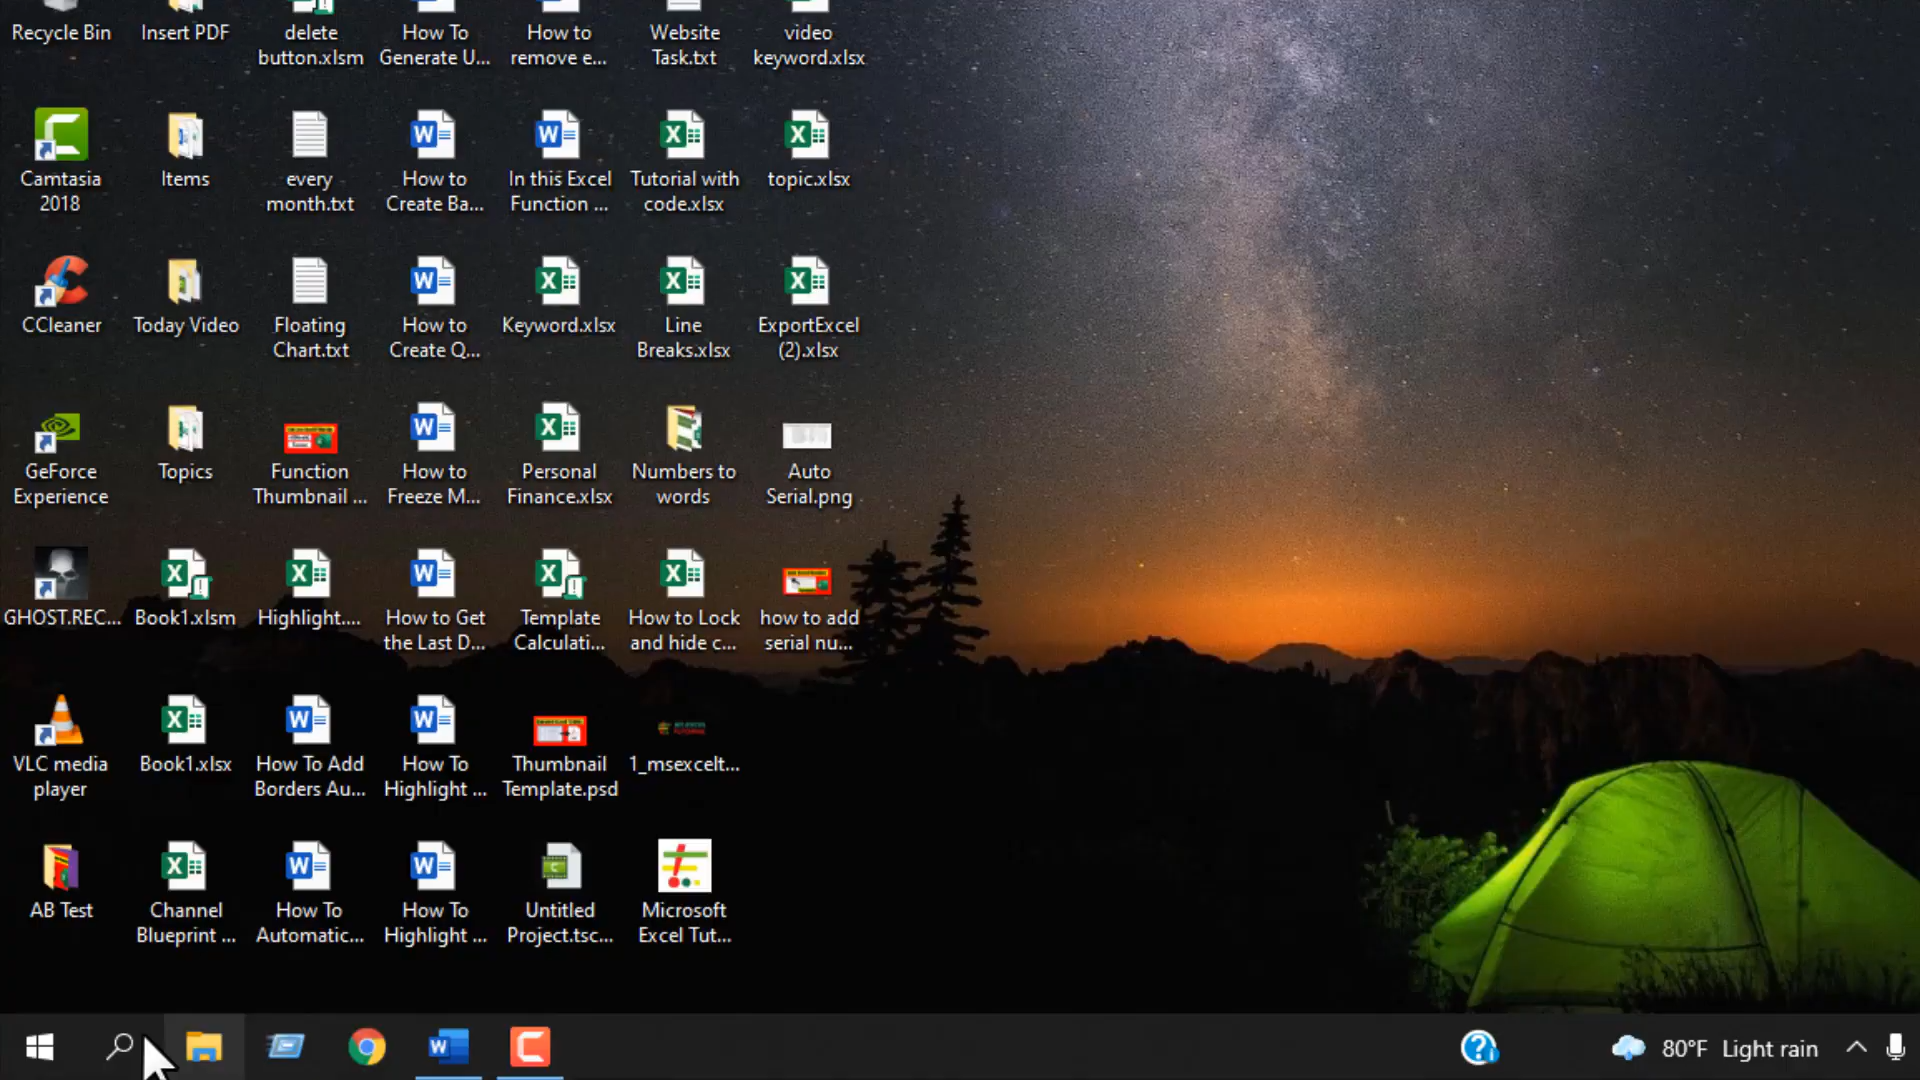 Recycle Bin
Insert PDF
delete
button.xlsm
How To
Generate U...
How to
remove e...
Website
Task.txt
video
keyword.xlsx
Camtasia
2018
Items
every
month.txt
How to
Create Ba...
In this Excel
Function ...
Tutorial with
code.xlsx
topic.xlsx
CCleaner
Today Video
Floating
Chart.txt
How to
Create Q...
Keyword.xlsx
Line
Breaks.xlsx
ExportExcel
(2).xlsx
GeForce
Experience
Topics
Function
Thumbnail ...
How to
Freeze M...
Personal
Finance.xlsx
Numbers to
words
Auto
Serial.png
GHOST.REC...
Book1.xlsm
Highlight....
How to Get
the Last D...
Template
Calculati...
How to Lock
and hide c...
how to add
serial nu...
VLC media
player
Book1.xlsx
How To Add
Borders Au...
How To
Highlight ...
Thumbnail
Template.psd
1_msexcelt...
AB Test
Channel
Blueprint ...
How To
Automatic...
How To
Highlight ...
Untitled
Project.tsc...
Microsoft
Excel Tut...
80°F Light rain